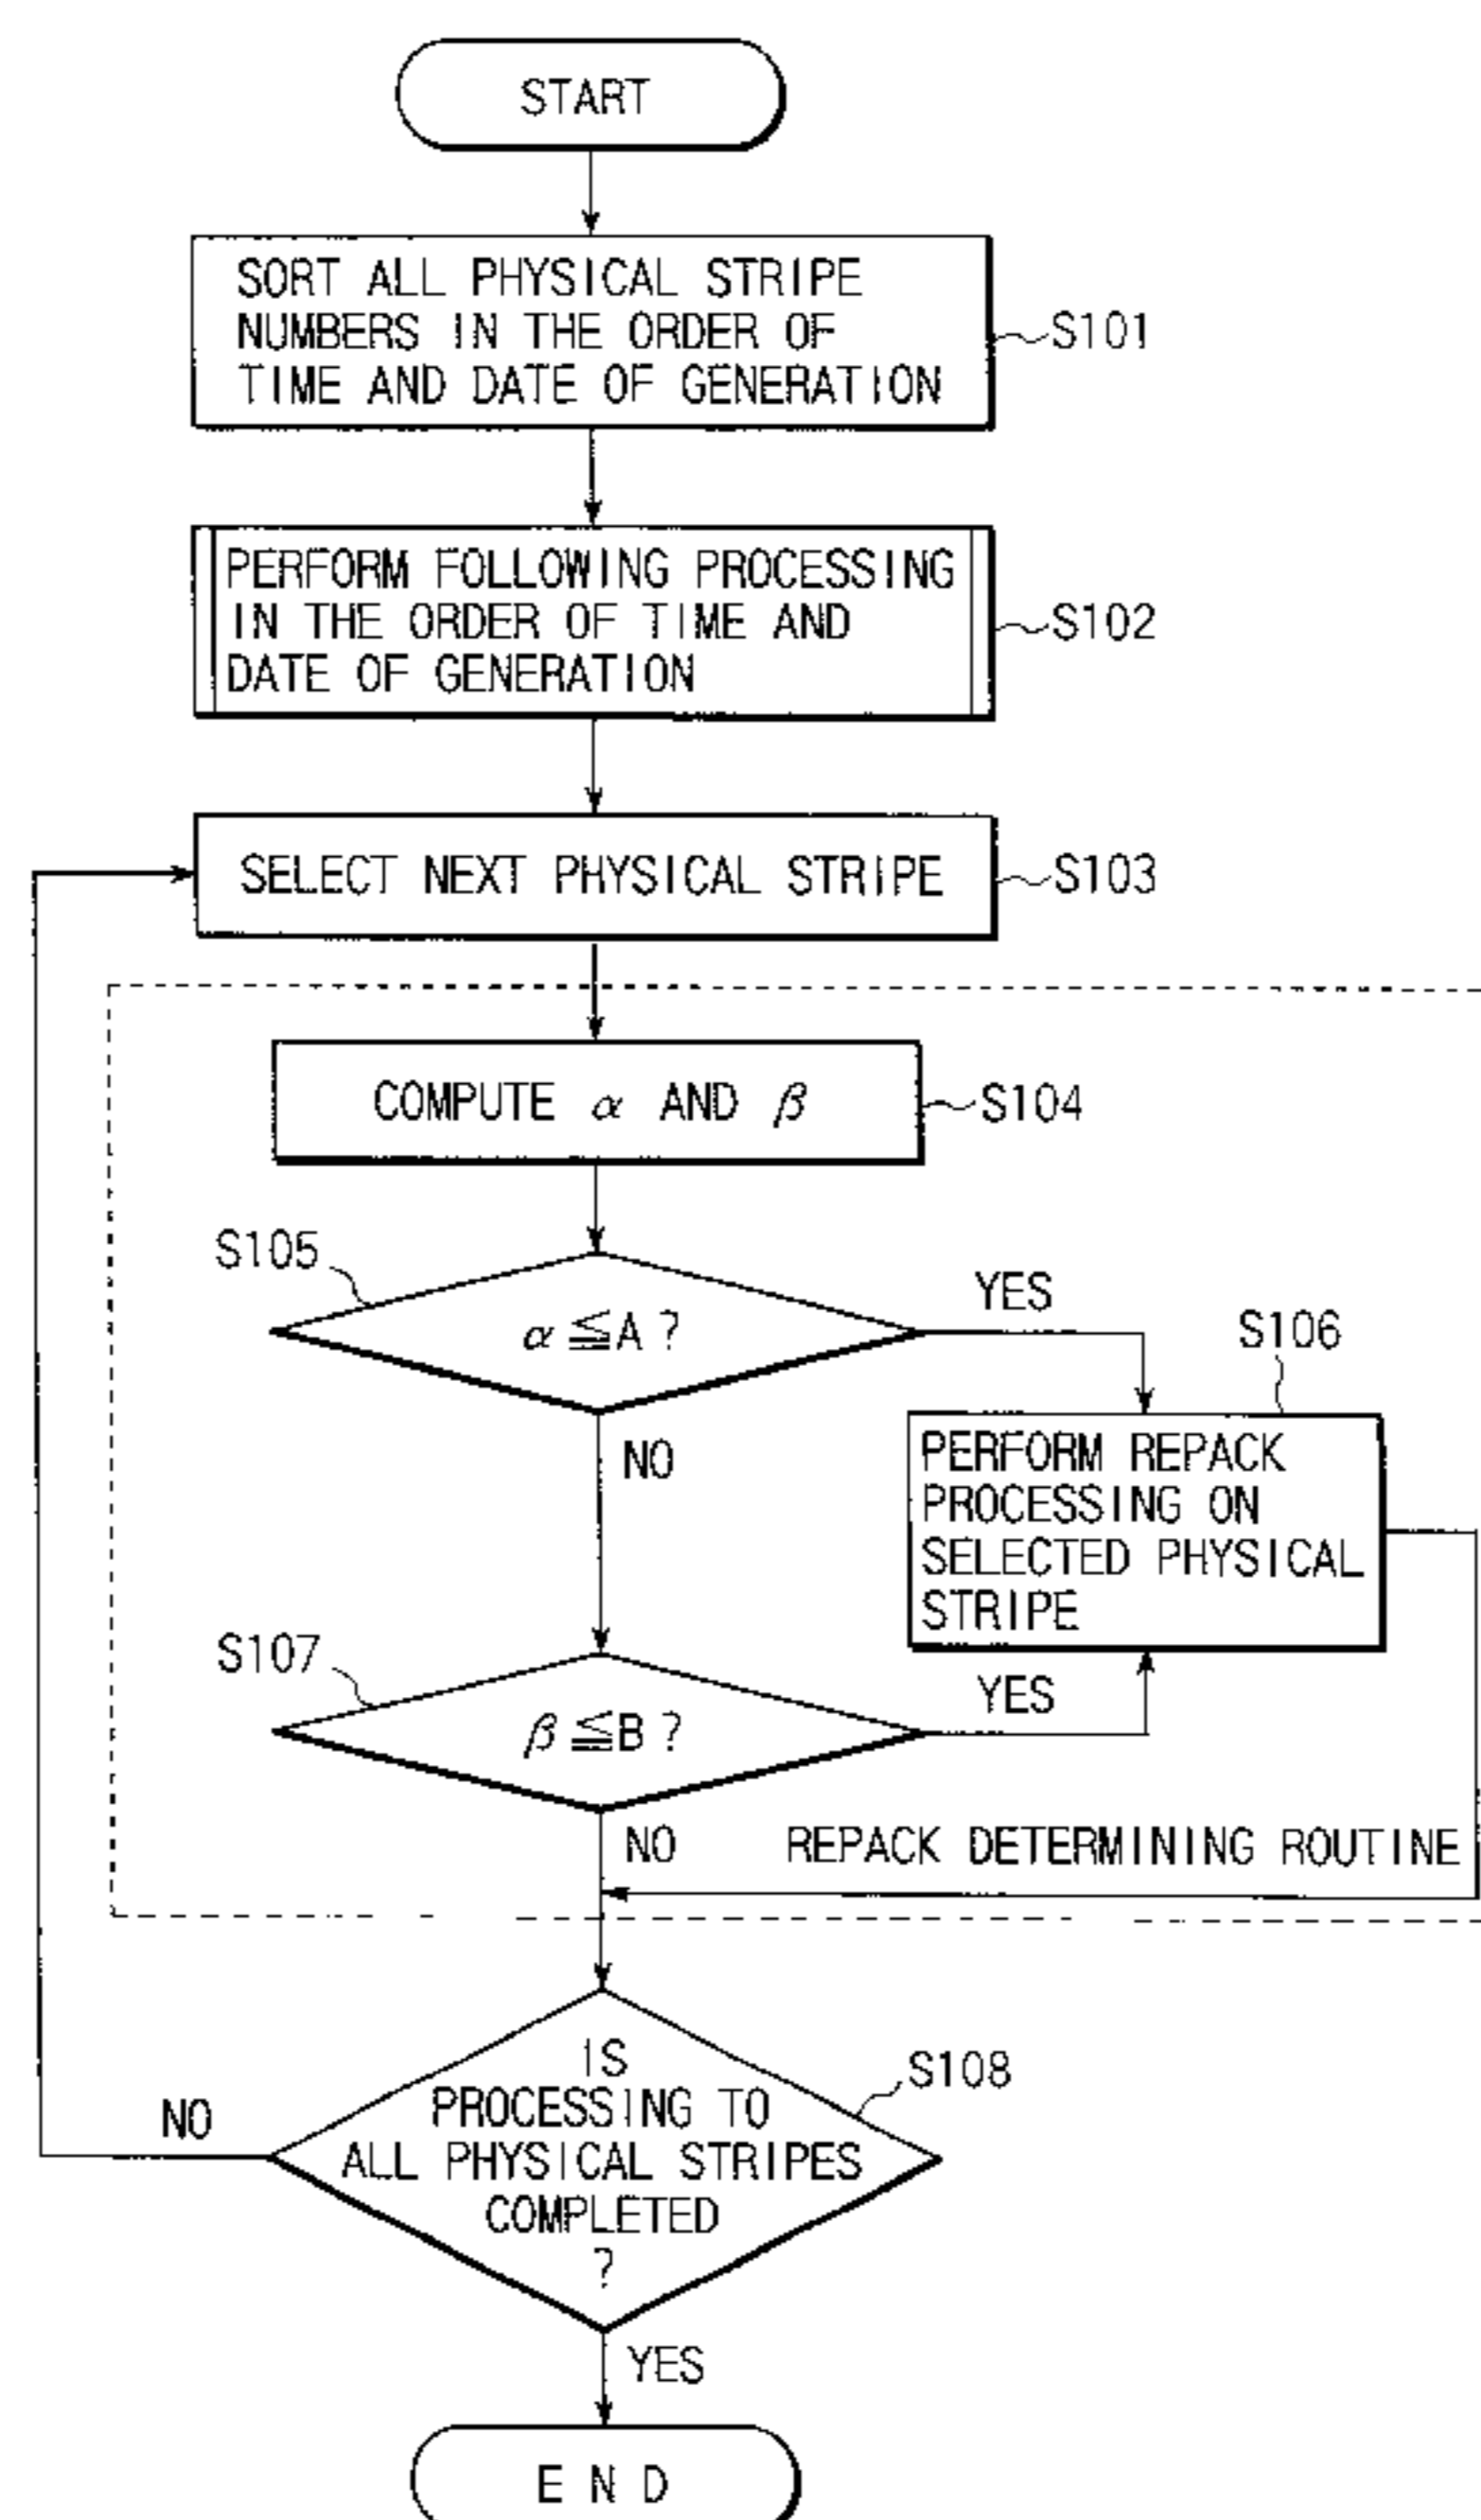 START
SORT ALL PHYSICAL STRIPE
NUMBERS IN THE ORDER OF
TIME AND DATE OF GENERATION
S101
PERFORM FOLLOWING PROCESSING
IN THE ORDER OF TIME AND
DATE OF GENERATION
S102
SELECT NEXT PHYSICAL STRIPE
S103
COMPUTE α AND β
S104
S105
α ≦ A ?
YES
S106
NO
PERFORM REPACK
PROCESSING ON
SELECTED PHYSICAL
STRIPE
S107
β ≦ B ?
YES
NO
REPACK DETERMINING ROUTINE
IS
PROCESSING TO
ALL PHYSICAL STRIPES
COMPLETED
?
S108
NO
YES
END